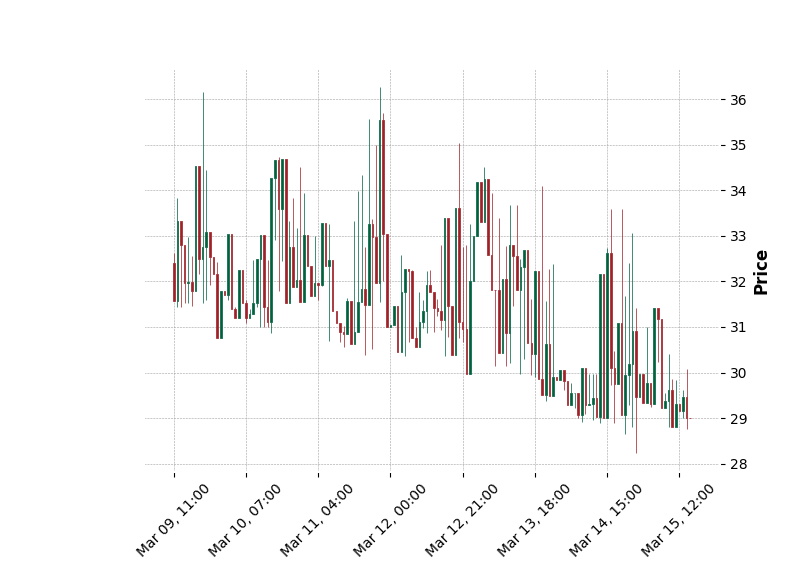 36
35
34
33
32
31
30
29
28
Price
Mar 09, 11:00
Mar 10, 07:00
Mar 11, 04:00
Mar 12, 00:00
Mar 12, 21:00
Mar 13, 18:00
Mar 14, 15:00
Mar 15, 12:00